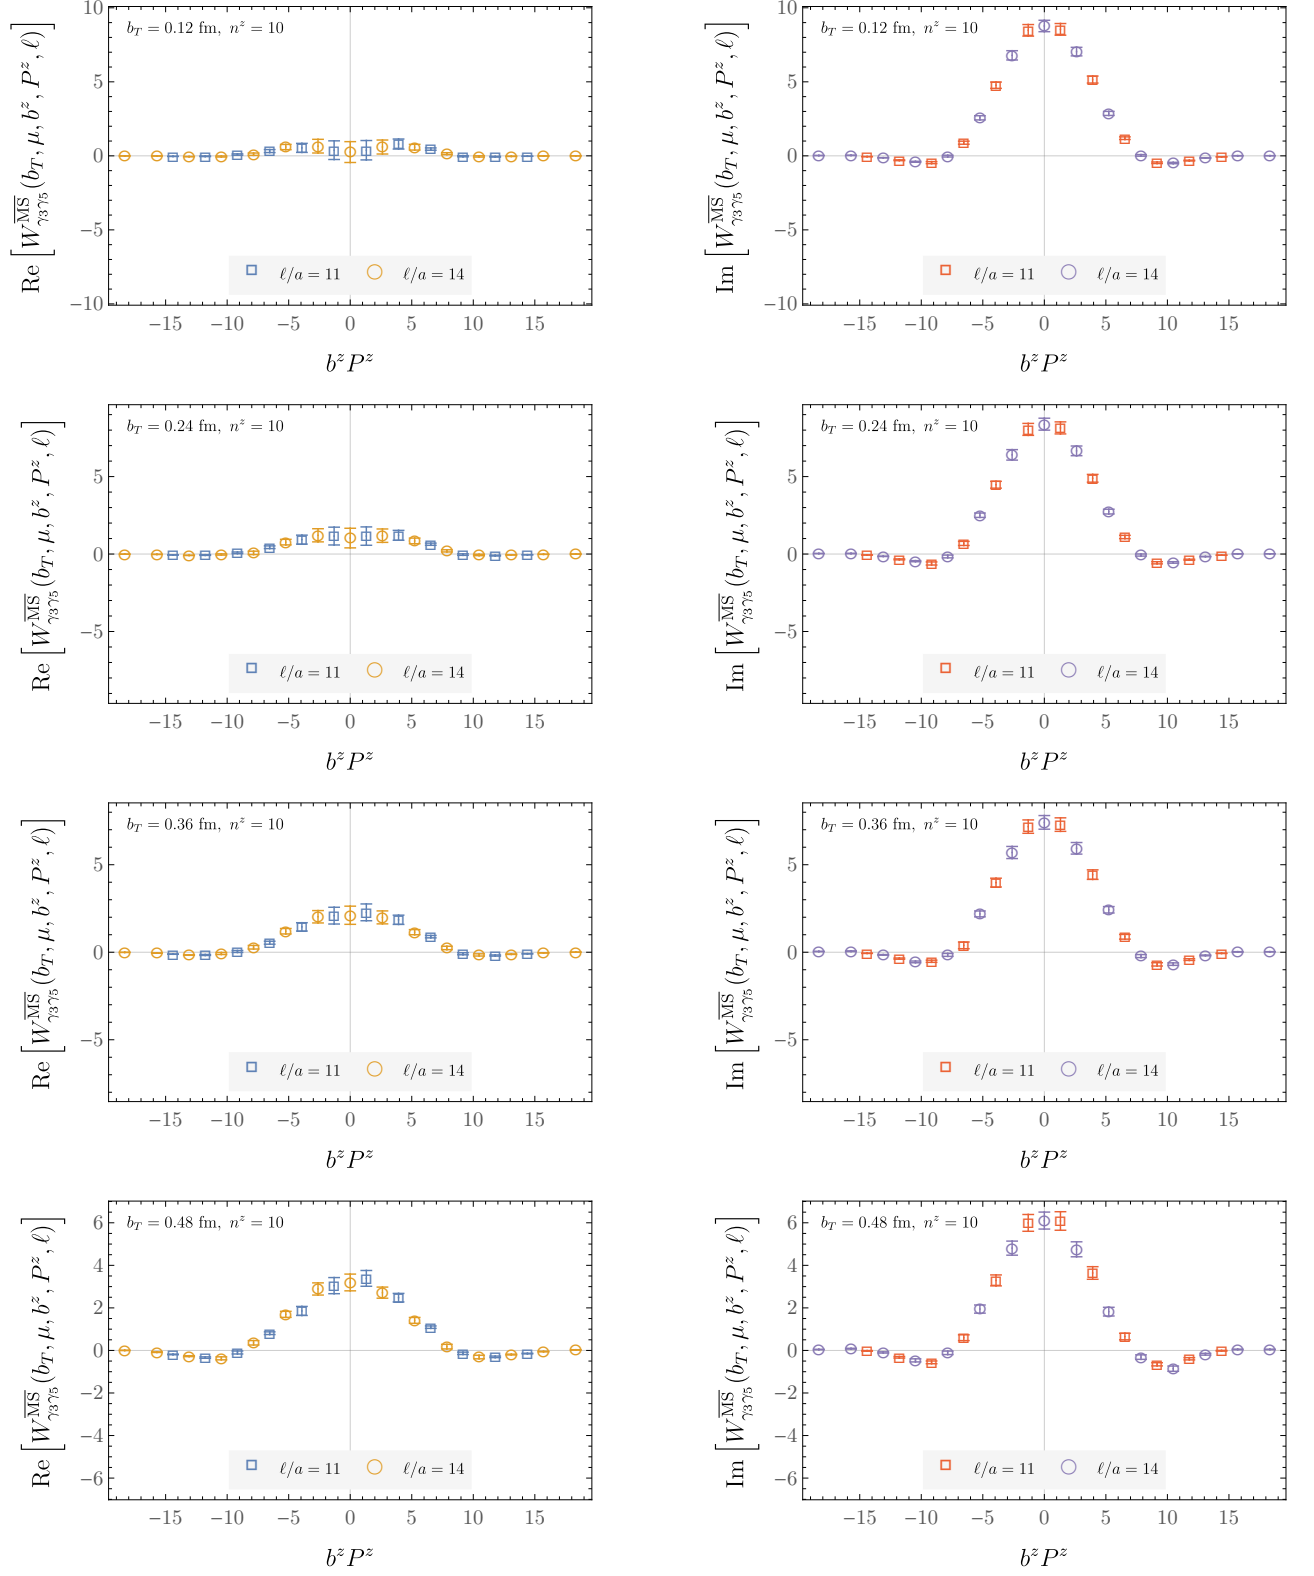 b_T = 0.12 fm, n^z = 10
Re [W^{\overline{MS}}_{γ3γ5}(b_T, μ, b^z, P^z, ℓ)]
10
5
0
−5
−10
ℓ/a = 11 ℓ/a = 14
−15 −10 −5 0 5 10 15
b^z P^z
b_T = 0.12 fm, n^z = 10
Im [W^{\overline{MS}}_{γ3γ5}(b_T, μ, b^z, P^z, ℓ)]
10
5
0
−5
−10
ℓ/a = 11 ℓ/a = 14
−15 −10 −5 0 5 10 15
b^z P^z
b_T = 0.24 fm, n^z = 10
Re [W^{\overline{MS}}_{γ3γ5}(b_T, μ, b^z, P^z, ℓ)]
5
0
−5
ℓ/a = 11 ℓ/a = 14
−15 −10 −5 0 5 10 15
b^z P^z
b_T = 0.24 fm, n^z = 10
Im [W^{\overline{MS}}_{γ3γ5}(b_T, μ, b^z, P^z, ℓ)]
5
0
−5
ℓ/a = 11 ℓ/a = 14
−15 −10 −5 0 5 10 15
b^z P^z
b_T = 0.36 fm, n^z = 10
Re [W^{\overline{MS}}_{γ3γ5}(b_T, μ, b^z, P^z, ℓ)]
5
0
−5
ℓ/a = 11 ℓ/a = 14
−15 −10 −5 0 5 10 15
b^z P^z
b_T = 0.36 fm, n^z = 10
Im [W^{\overline{MS}}_{γ3γ5}(b_T, μ, b^z, P^z, ℓ)]
5
0
−5
ℓ/a = 11 ℓ/a = 14
−15 −10 −5 0 5 10 15
b^z P^z
b_T = 0.48 fm, n^z = 10
Re [W^{\overline{MS}}_{γ3γ5}(b_T, μ, b^z, P^z, ℓ)]
6
4
2
0
−2
−4
−6
ℓ/a = 11 ℓ/a = 14
−15 −10 −5 0 5 10 15
b^z P^z
b_T = 0.48 fm, n^z = 10
Im [W^{\overline{MS}}_{γ3γ5}(b_T, μ, b^z, P^z, ℓ)]
6
4
2
0
−2
−4
−6
ℓ/a = 11 ℓ/a = 14
−15 −10 −5 0 5 10 15
b^z P^z